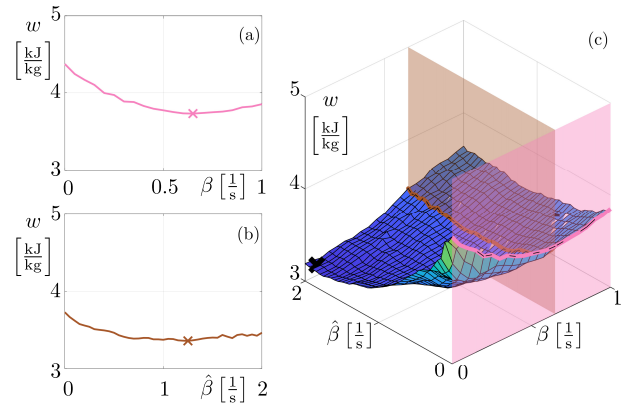 5
w
[kJ/kg]
4
3
(a)
0 0.5 β [1/s] 1
5
w
[kJ/kg]
4
3
(b)
0 1 β̂ [1/s] 2
(c)
5
w
[kJ/kg]
4
3
2
β̂ [1/s]
0
0
β [1/s]
1